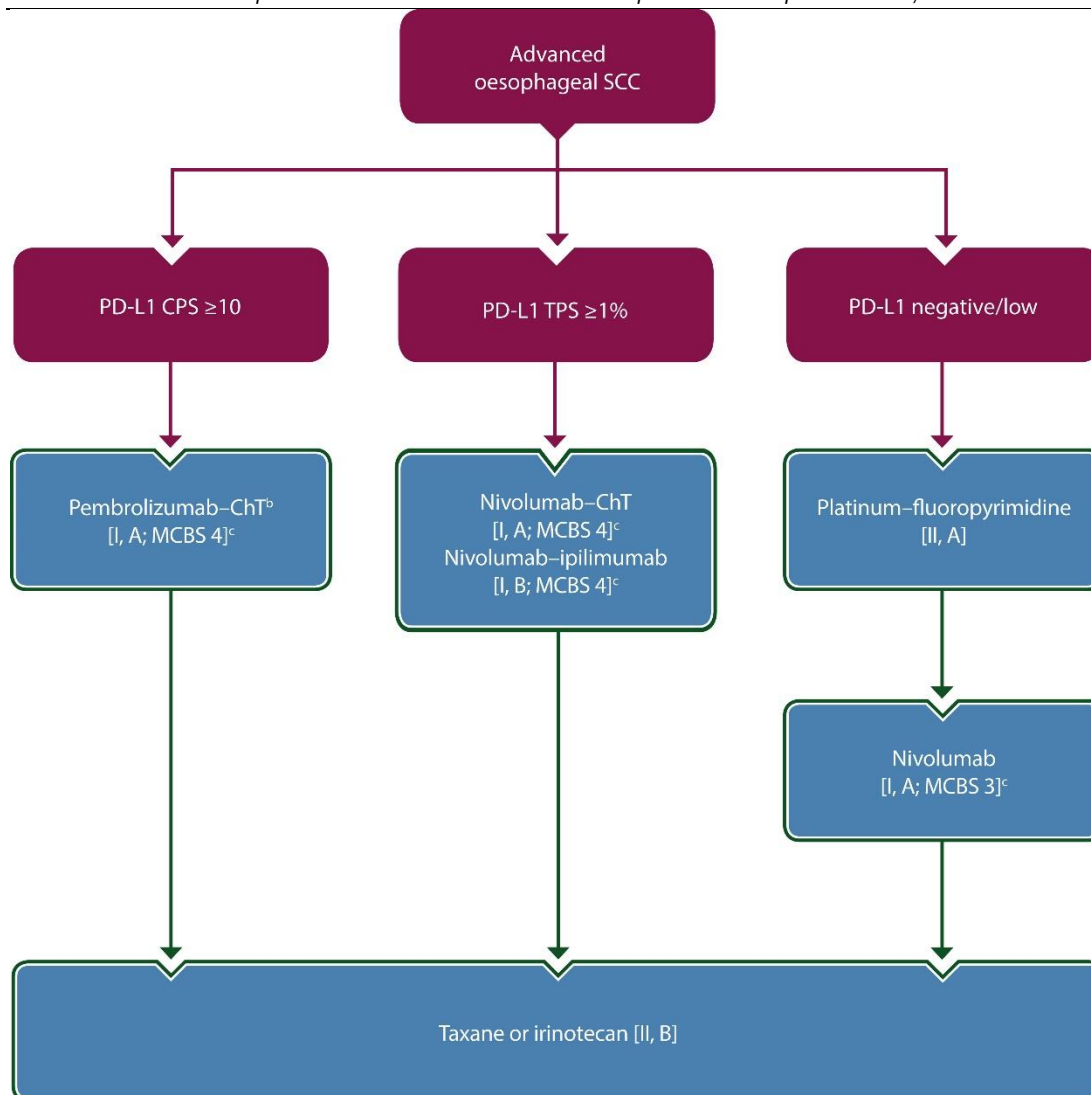 Advanced
oesophageal SCC
PD-L1 CPS ≥10
PD-L1 TPS ≥1%
PD-L1 negative/low
Pembrolizumab–ChTᵇ
[I, A; MCBS 4]ᶜ
Nivolumab–ChT
[I, A; MCBS 4]ᶜ
Nivolumab–ipilimumab
[I, B; MCBS 4]ᶜ
Platinum–fluoropyrimidine
[II, A]
Nivolumab
[I, A; MCBS 3]ᶜ
Taxane or irinotecan [II, B]